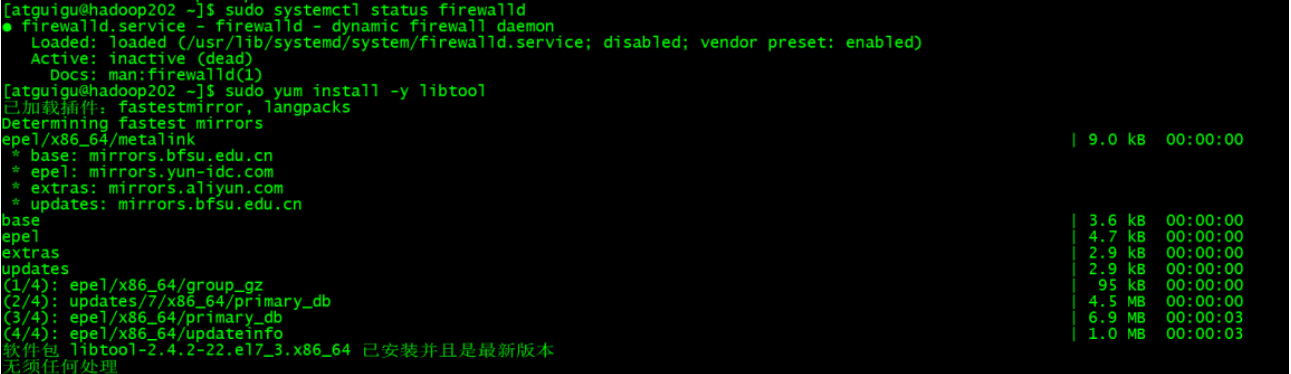 [atguigu@hadoop202 ~]$ sudo systemctl status firewalld
● firewalld.service - firewalld - dynamic firewall daemon
Loaded: loaded (/usr/lib/systemd/system/firewalld.service; disabled; vendor preset: enabled)
Active: inactive (dead)
Docs: man:firewalld(1)
[atguigu@hadoop202 ~]$ sudo yum install -y libtool
已加载插件：fastestmirror, langpacks
Determining fastest mirrors
epel/x86_64/metalink | 9.0 kB 00:00:00
* base: mirrors.bfsu.edu.cn
* epel: mirrors.yun-idc.com
* extras: mirrors.aliyun.com
* updates: mirrors.bfsu.edu.cn
base | 3.6 kB 00:00:00
epel | 4.7 kB 00:00:00
extras | 2.9 kB 00:00:00
updates | 2.9 kB 00:00:00
(1/4): epel/x86_64/group_gz | 95 kB 00:00:00
(2/4): updates/7/x86_64/primary_db | 4.5 MB 00:00:00
(3/4): epel/x86_64/primary_db | 6.9 MB 00:00:03
(4/4): epel/x86_64/updateinfo | 1.0 MB 00:00:03
软件包 libtool-2.4.2-22.el7_3.x86_64 已安装并且是最新版本
无须任何处理